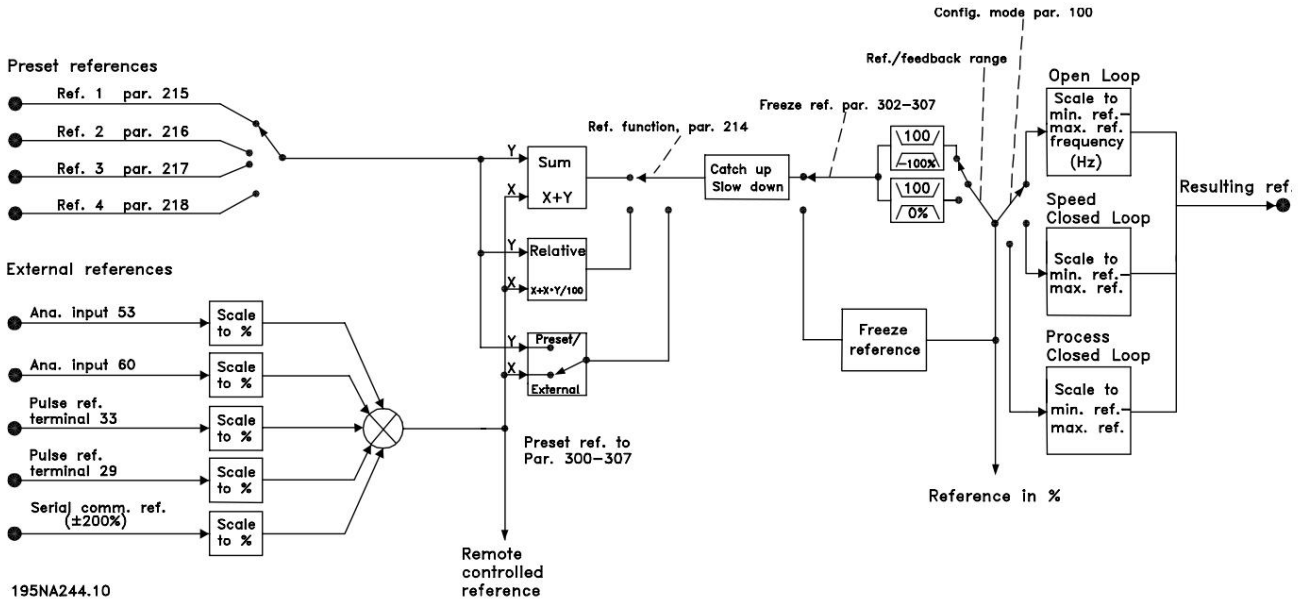 Config. mode par. 100
Preset references
Ref./feedback range
Open Loop
Ref. 1 par. 215
Freeze ref. par. 302-307
Scale to
min. ref.-
max. ref.
frequency
(Hz)
Ref. 2 par. 216
Ref. function, par. 214
100
-100%
Y
Sum
X
X+Y
Catch up
Slow down
Ref. 3 par. 217
100
0%
Resulting ref.
Ref. 4 par. 218
Speed
Closed Loop
Y
Relative
X
X+X*Y/100
Scale to
min. ref.-
max. ref.
External references
Ana. input 53
Scale
to %
Y
Preset/
X
External
Freeze
reference
Process
Closed Loop
Ana. input 60
Scale
to %
Scale to
min. ref.-
max. ref.
Pulse ref.
terminal 33
Scale
to %
Preset ref. to
Par. 300-307
Pulse ref.
terminal 29
Scale
to %
Reference in %
Serial comm. ref.
(±200%)
Scale
to %
Remote
controlled
reference
195NA244.10